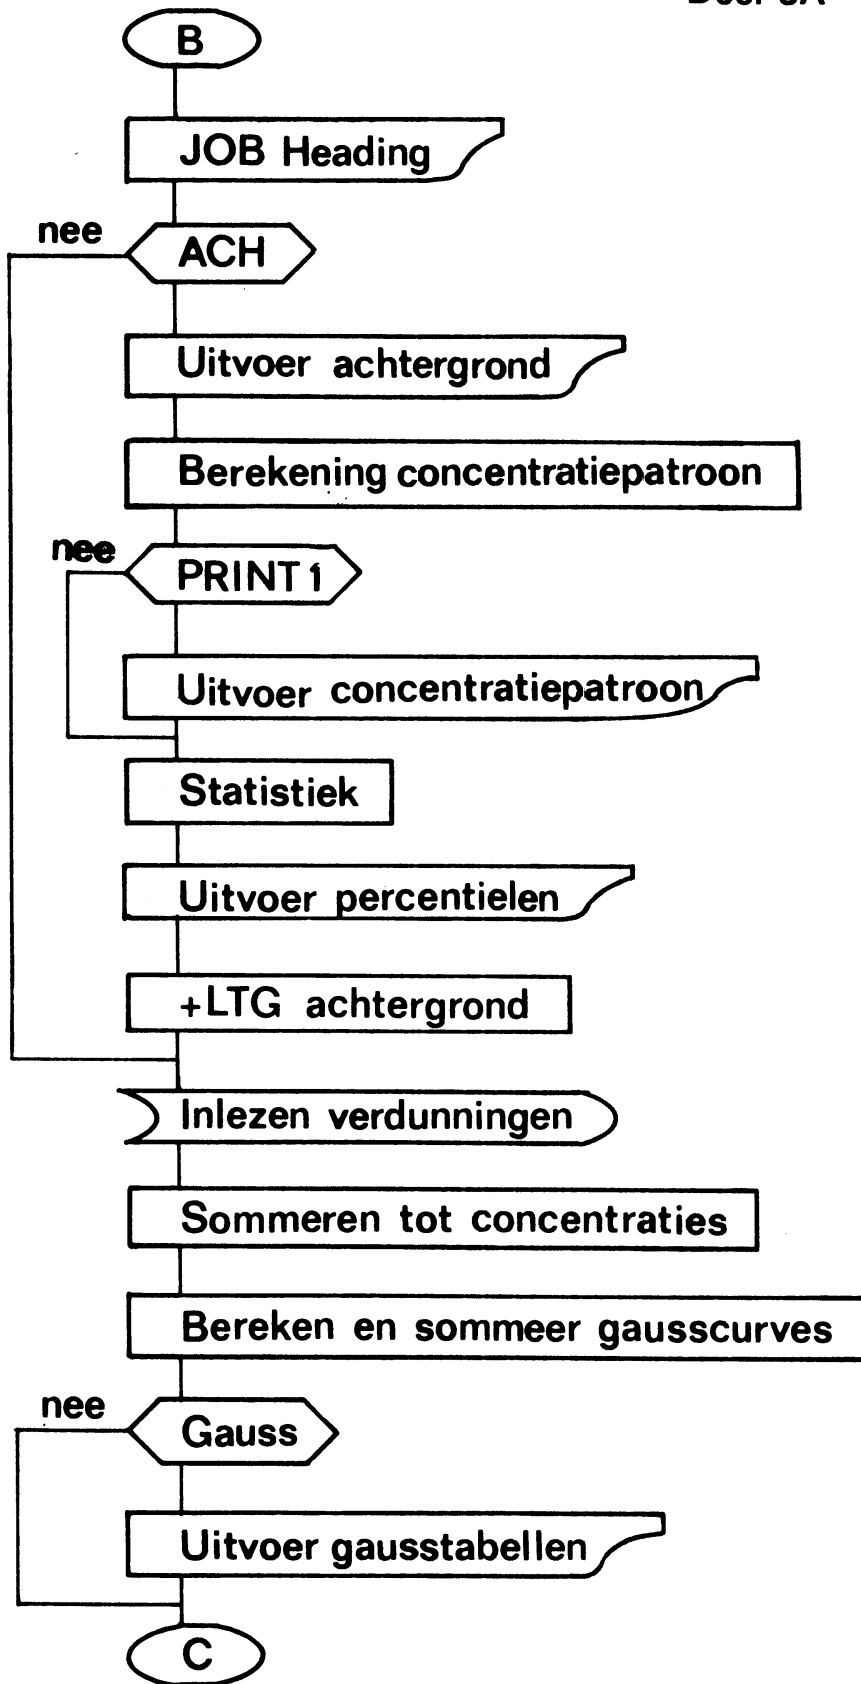 B
JOB Heading
nee
ACH
Uitvoer achtergrond
Berekening concentratiepatroon
nee
PRINT 1
Uitvoer concentratiepatroon
Statistiek
Uitvoer percentielen
+LTG achtergrond
Inlezen verdunningen
Sommeren tot concentraties
Bereken en sommeer gausscurves
nee
Gauss
Uitvoer gausstabellen
C